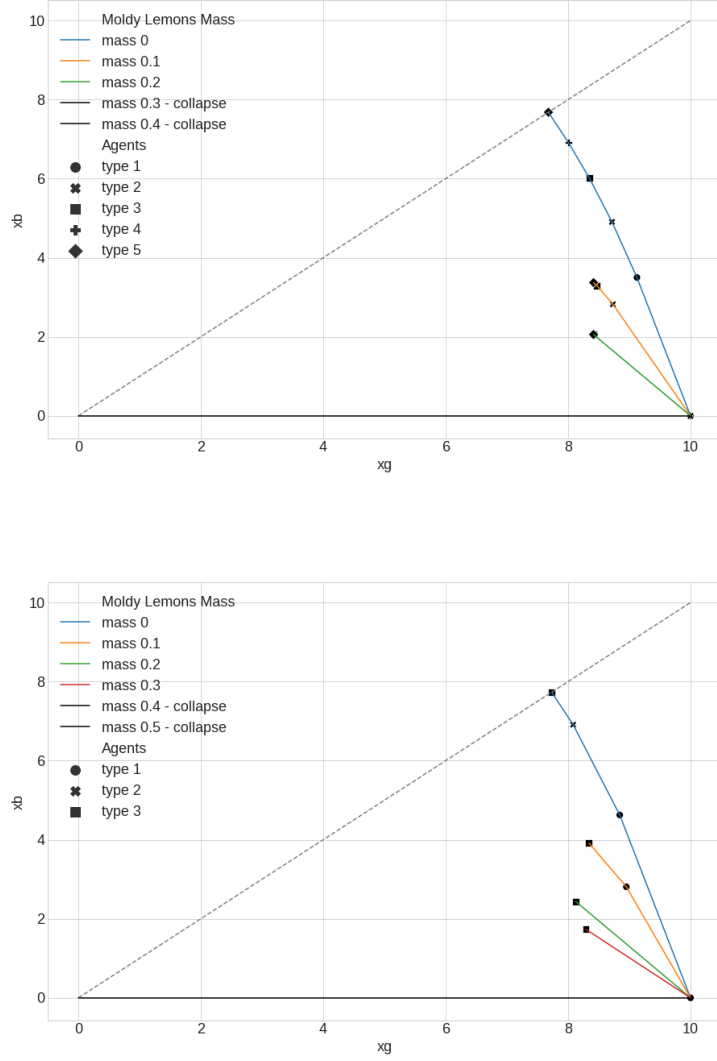 10
8
6
4
2
0
xb
Moldy Lemons Mass
mass 0
mass 0.1
mass 0.2
mass 0.3 - collapse
mass 0.4 - collapse
Agents
type 1
type 2
type 3
type 4
type 5
0 2 4 6 8 10
xg
10
8
6
4
2
0
xb
Moldy Lemons Mass
mass 0
mass 0.1
mass 0.2
mass 0.3
mass 0.4 - collapse
mass 0.5 - collapse
Agents
type 1
type 2
type 3
0 2 4 6 8 10
xg